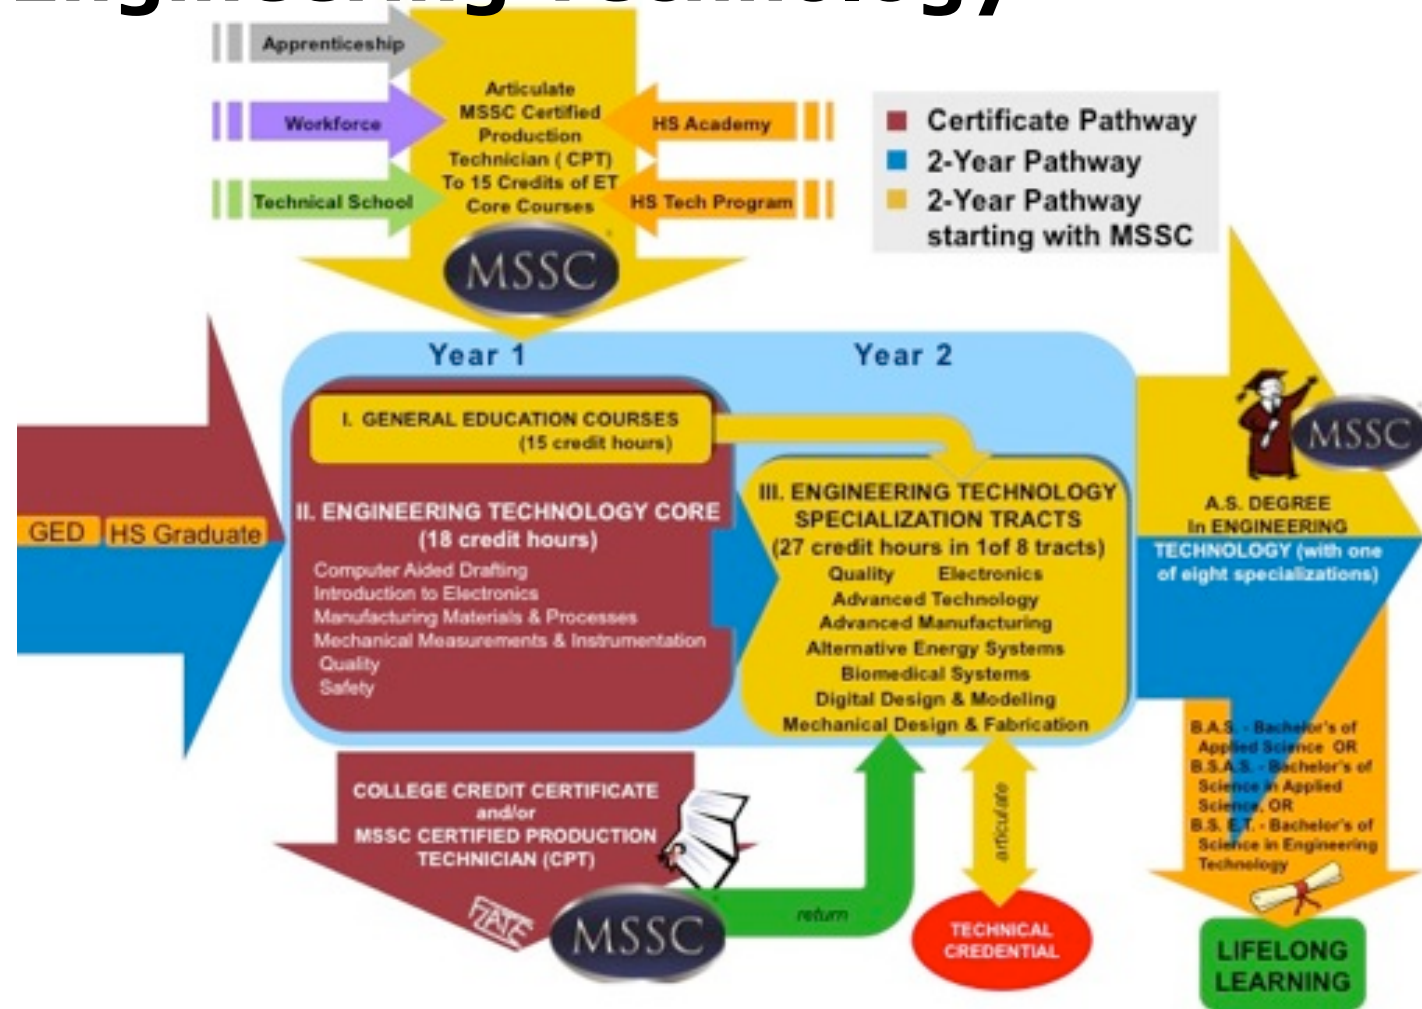 Engineering Technology
Apprenticeship
Workforce
Technical School
Articulate
MSSC Certified
Production
Technician ( CPT)
To 15 Credits of ET
Core Courses
MSSC
HS Academy
HS Tech Program
Certificate Pathway
2-Year Pathway
2-Year Pathway
starting with MSSC
Year 1
Year 2
GED
HS Graduate
I. GENERAL EDUCATION COURSES
(15 credit hours)
II. ENGINEERING TECHNOLOGY CORE
(18 credit hours)
Computer Aided Drafting
Introduction to Electronics
Manufacturing Materials & Processes
Mechanical Measurements & Instrumentation
Quality
Safety
III. ENGINEERING TECHNOLOGY
SPECIALIZATION TRACTS
(27 credit hours in 1of 8 tracts)
Quality Electronics
Advanced Technology
Advanced Manufacturing
Alternative Energy Systems
Biomedical Systems
Digital Design & Modeling
Mechanical Design & Fabrication
MSSC
A.S. DEGREE
In ENGINEERING
TECHNOLOGY (with one
of eight specializations)
COLLEGE CREDIT CERTIFICATE
and/or
MSSC CERTIFIED PRODUCTION
TECHNICIAN (CPT)
FLATE
MSSC
return
articulate
TECHNICAL
CREDENTIAL
B.A.S. - Bachelor's of
Applied Science OR
B.S.A.S. - Bachelor's of
Science in Applied
Science, OR
B.S. E.T. - Bachelor's of
Science in Engineering
Technology
LIFELONG
LEARNING